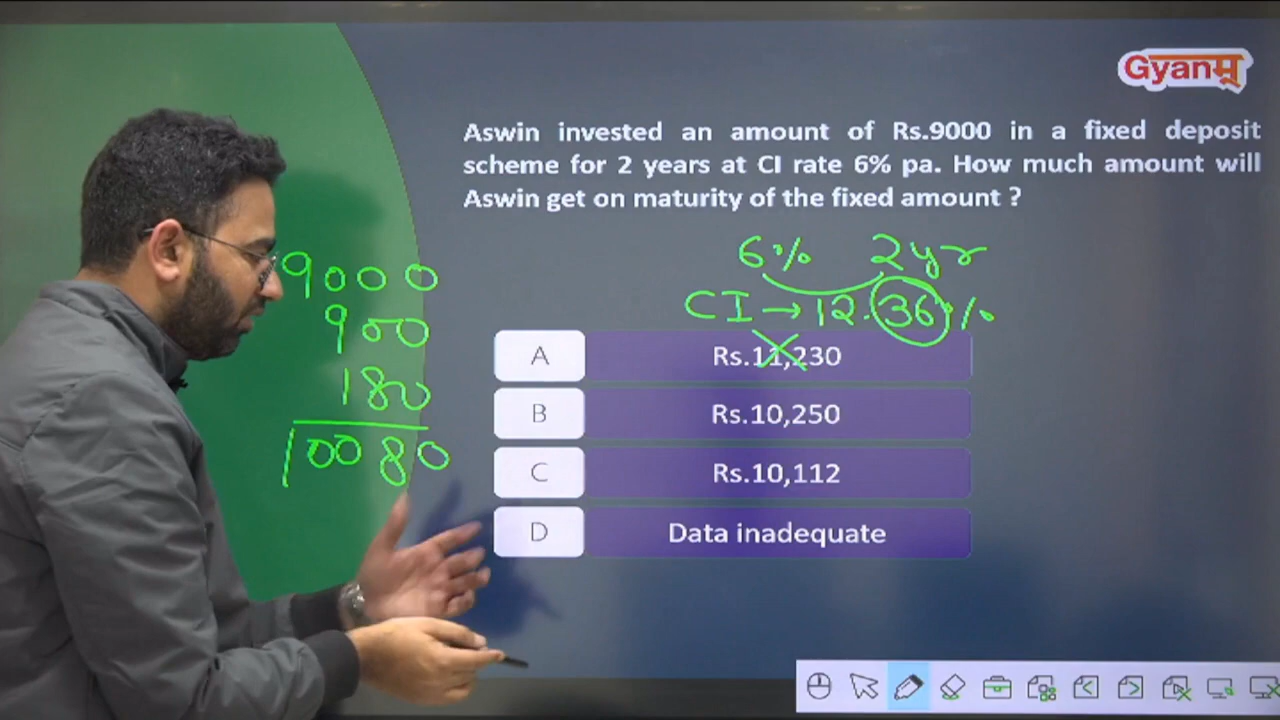 Gyanम्
Aswin invested an amount of Rs.9000 in a fixed deposit
scheme for 2 years at CI rate 6% pa. How much amount will
Aswin get on maturity of the fixed amount ?
6% 2yr
CI → 12.36%
9000
900
180
10080
A Rs.11,230
B Rs.10,250
C Rs.10,112
D Data inadequate